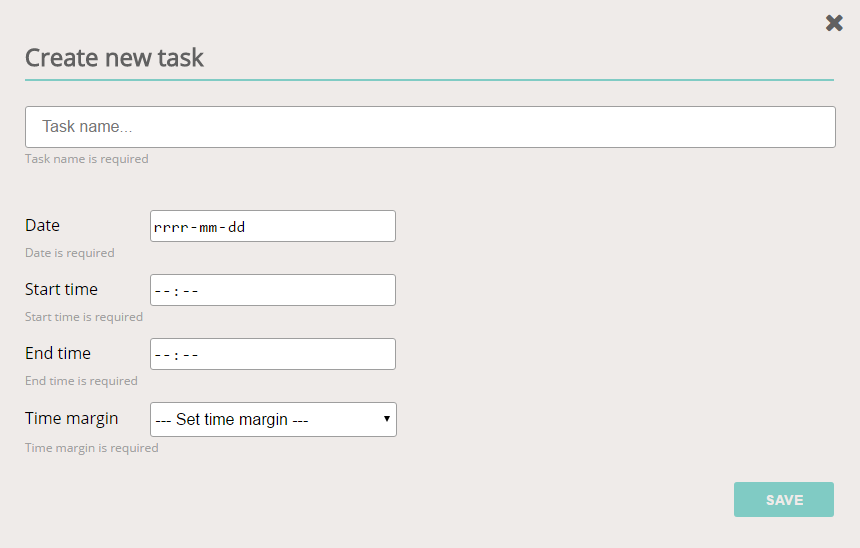 Create new task
Task name...
Task name is required
Date rrrr-mm-dd
Date is required
Start time --:--
Start time is required
End time --:--
End time is required
Time margin --- Set time margin ---
Time margin is required
SAVE